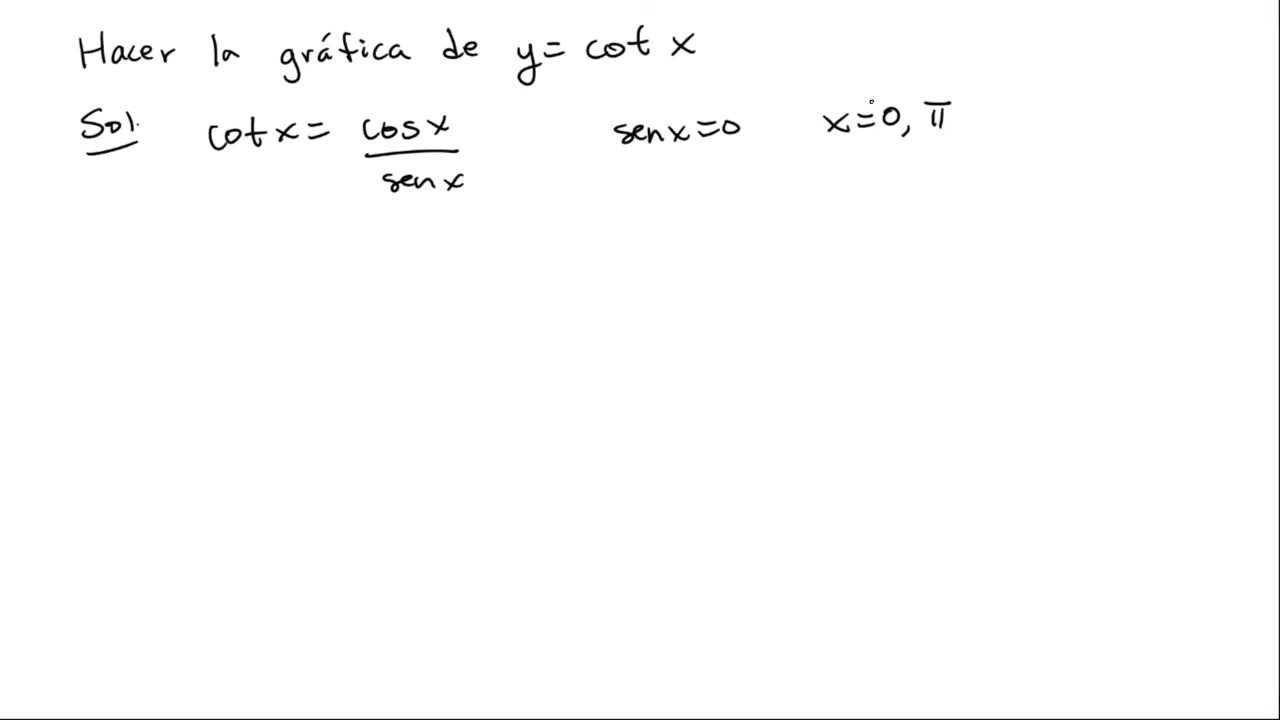 Hacer la gráfica de y = cot x
Sol. cot x = cos x / sen x    sen x = 0    x = 0, π